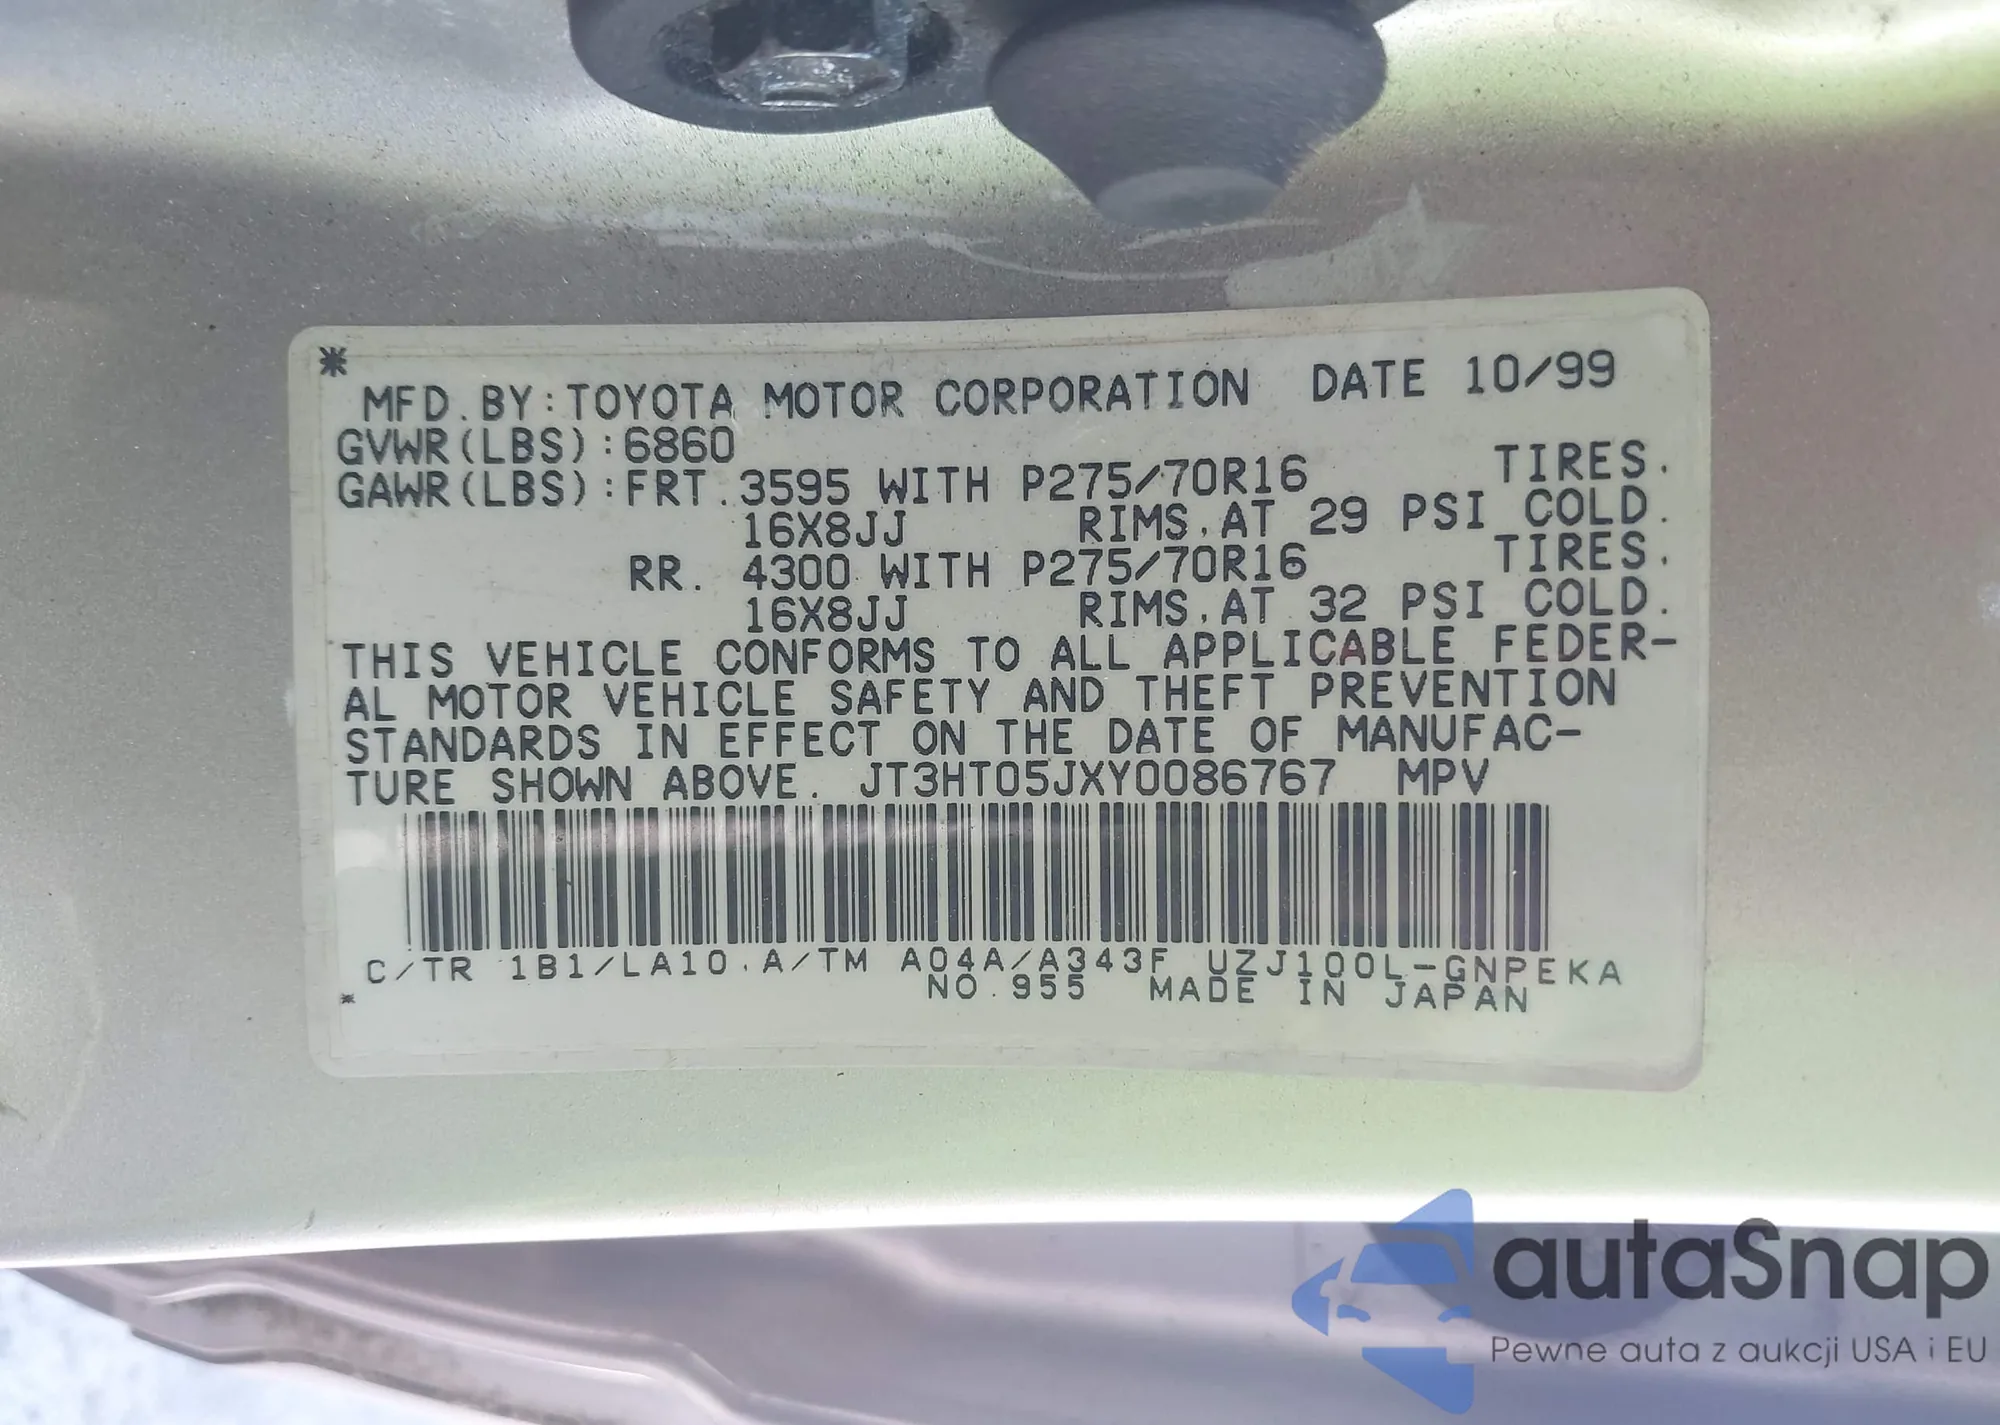 *
MFD.BY:TOYOTA MOTOR CORPORATION DATE 10/99
GVWR(LBS):6860
GAWR(LBS):FRT.3595 WITH P275/70R16 TIRES.
16X8JJ RIMS.AT 29 PSI COLD.
RR. 4300 WITH P275/70R16 TIRES.
16X8JJ RIMS.AT 32 PSI COLD.
THIS VEHICLE CONFORMS TO ALL APPLICABLE FEDER-
AL MOTOR VEHICLE SAFETY AND THEFT PREVENTION
STANDARDS IN EFFECT ON THE DATE OF MANUFAC-
TURE SHOWN ABOVE. JT3HT05JXY0086767 MPV
C/TR 1B1/LA10.A/TM A04A/A343F UZJ100L-GNPEKA
* NO.955 MADE IN JAPAN
autaSnap
Pewne auta z aukcji USA i EU